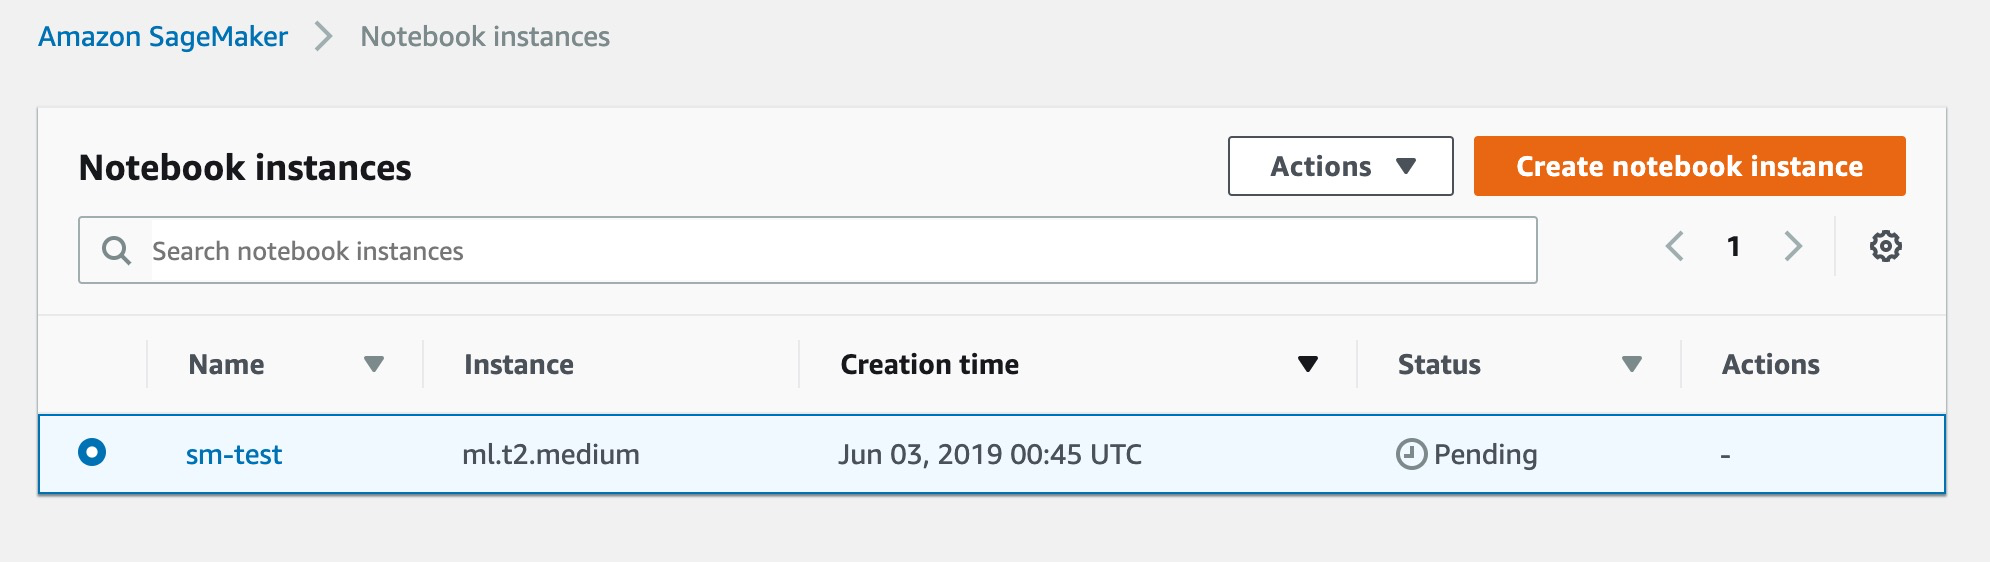 Amazon SageMaker > Notebook instances
Notebook instances
Actions
Create notebook instance
Search notebook instances
1
Name Instance Creation time Status Actions
sm-test ml.t2.medium Jun 03, 2019 00:45 UTC Pending -